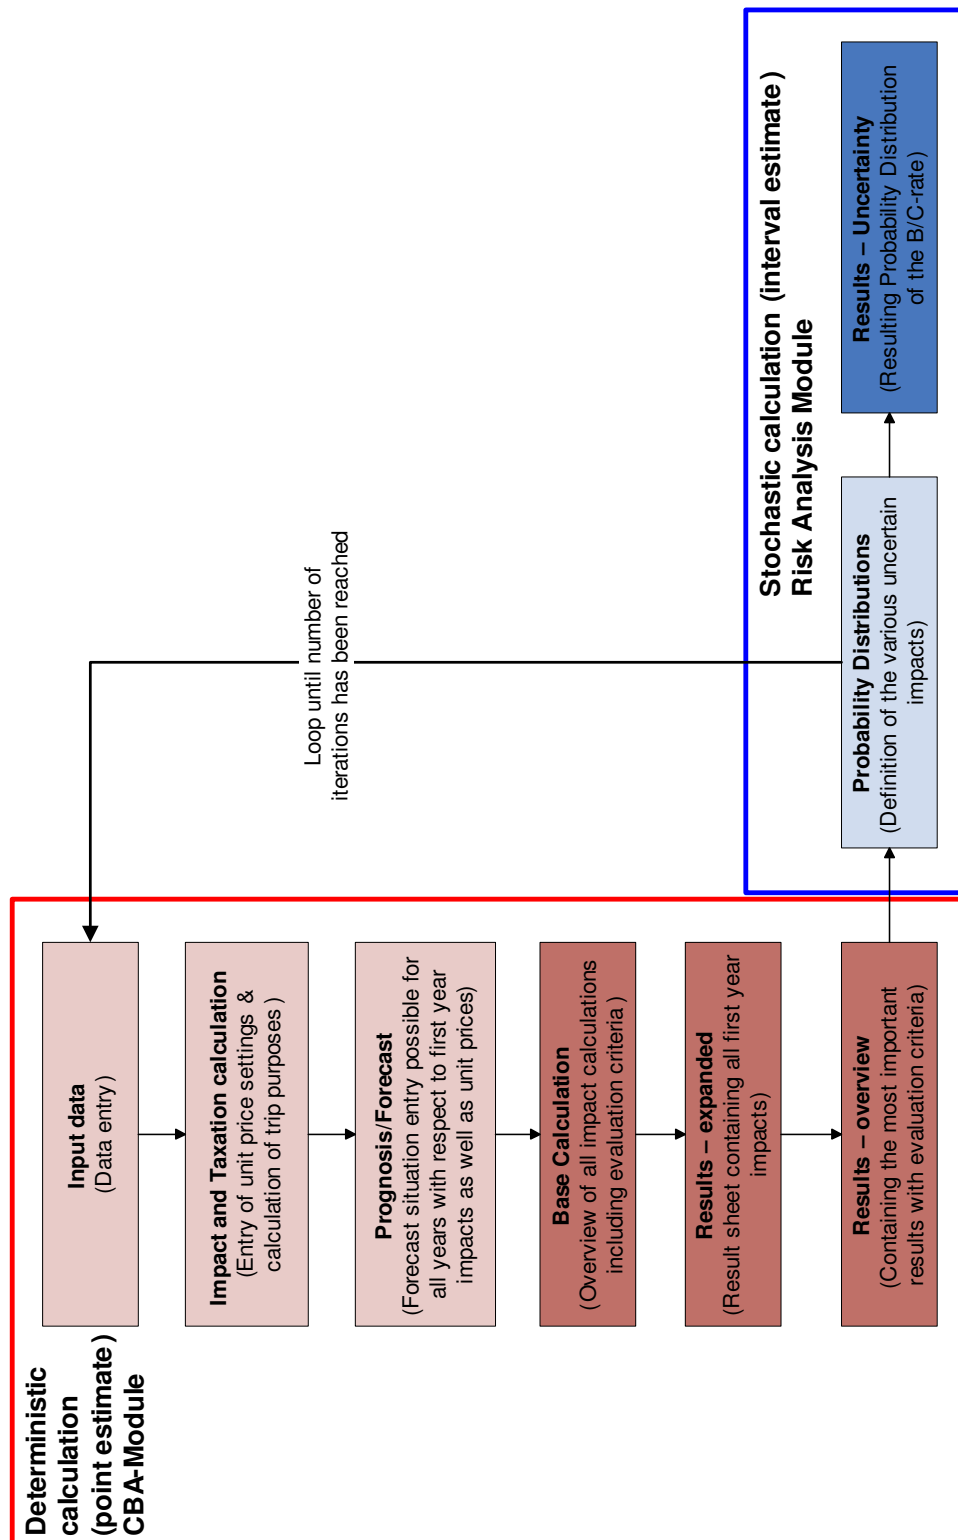 Deterministic
calculation
(point estimate)
CBA-Module
Input data
(Data entry )
Impact and Taxation calculation
(Entry of unit price settings &
calculation of trip purposes )
Prognosis/Forecast
(Forecast situation entry possible for
all years with respect to first year
impacts as well as unit prices)
Base Calculation
(Overview of all impact calculations
including evaluation criteria )
Results – expanded
(Result sheet containing all first year
impacts)
Results – overview
(Containing the most important
results with evaluation criteria)
Loop until number of
iterations has been reached
Stochastic calculation (interval estimate)
Risk Analysis Module
Probability Distributions
(Definition of the various uncertain
impacts)
Results – Uncertainty
(Resulting Probability Distribution
of the B/C-rate)